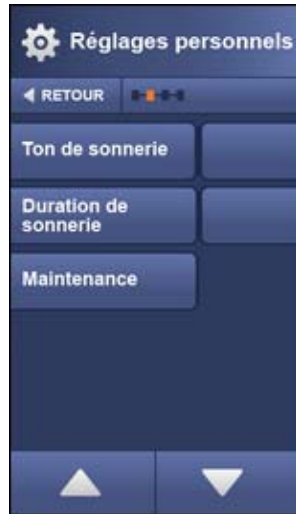 Réglages personnels
RETOUR
Ton de sonnerie
Duration de
sonnerie
Maintenance